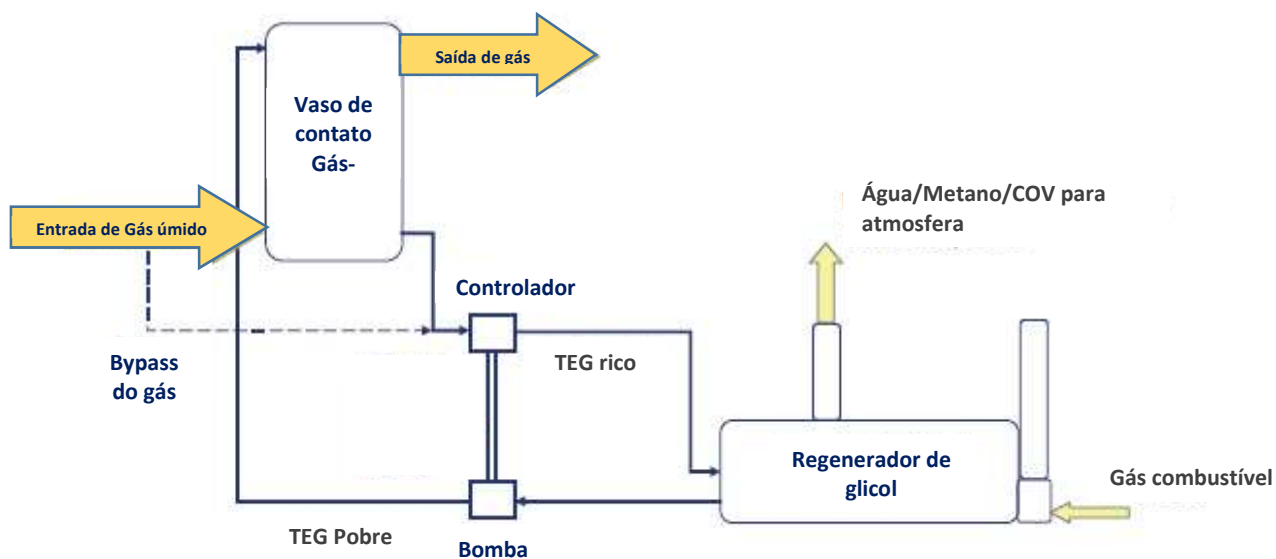 Saída de gás
Vaso de
contato
Gás-
Entrada de Gás úmido
Água/Metano/COV para
atmosfera
Controlador
Bypass
do gás
TEG rico
Regenerador de
glicol
Gás combustível
TEG Pobre
Bomba